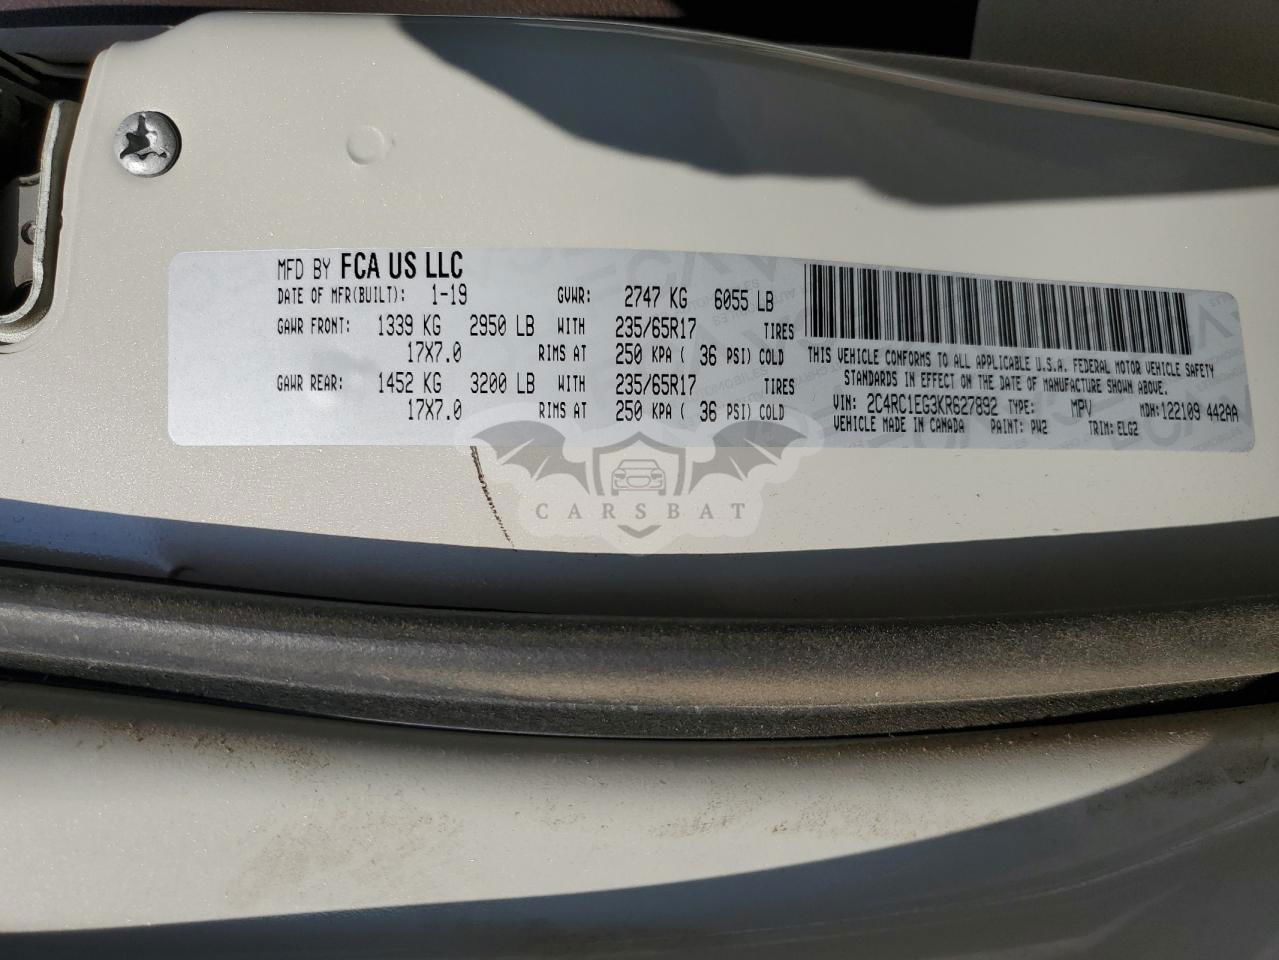 MFD BY FCA US LLC
DATE OF MFR(BUILT): 1-19 GVWR: 2747 KG 6055 LB
GAWR FRONT: 1339 KG 2950 LB WITH 235/65R17 TIRES
17X7.0 RIMS AT 250 KPA ( 36 PSI) COLD
GAWR REAR: 1452 KG 3200 LB WITH 235/65R17 TIRES
17X7.0 RIMS AT 250 KPA ( 36 PSI) COLD
THIS VEHICLE CONFORMS TO ALL APPLICABLE U.S.A. FEDERAL MOTOR VEHICLE SAFETY
STANDARDS IN EFFECT ON THE DATE OF MANUFACTURE SHOWN ABOVE.
VIN: 2C4RC1EG3KR627892 TYPE: MPV MDH: 122109 442AA
VEHICLE MADE IN CANADA PAINT: PW2 TRIM: ELG2
CARSBAT